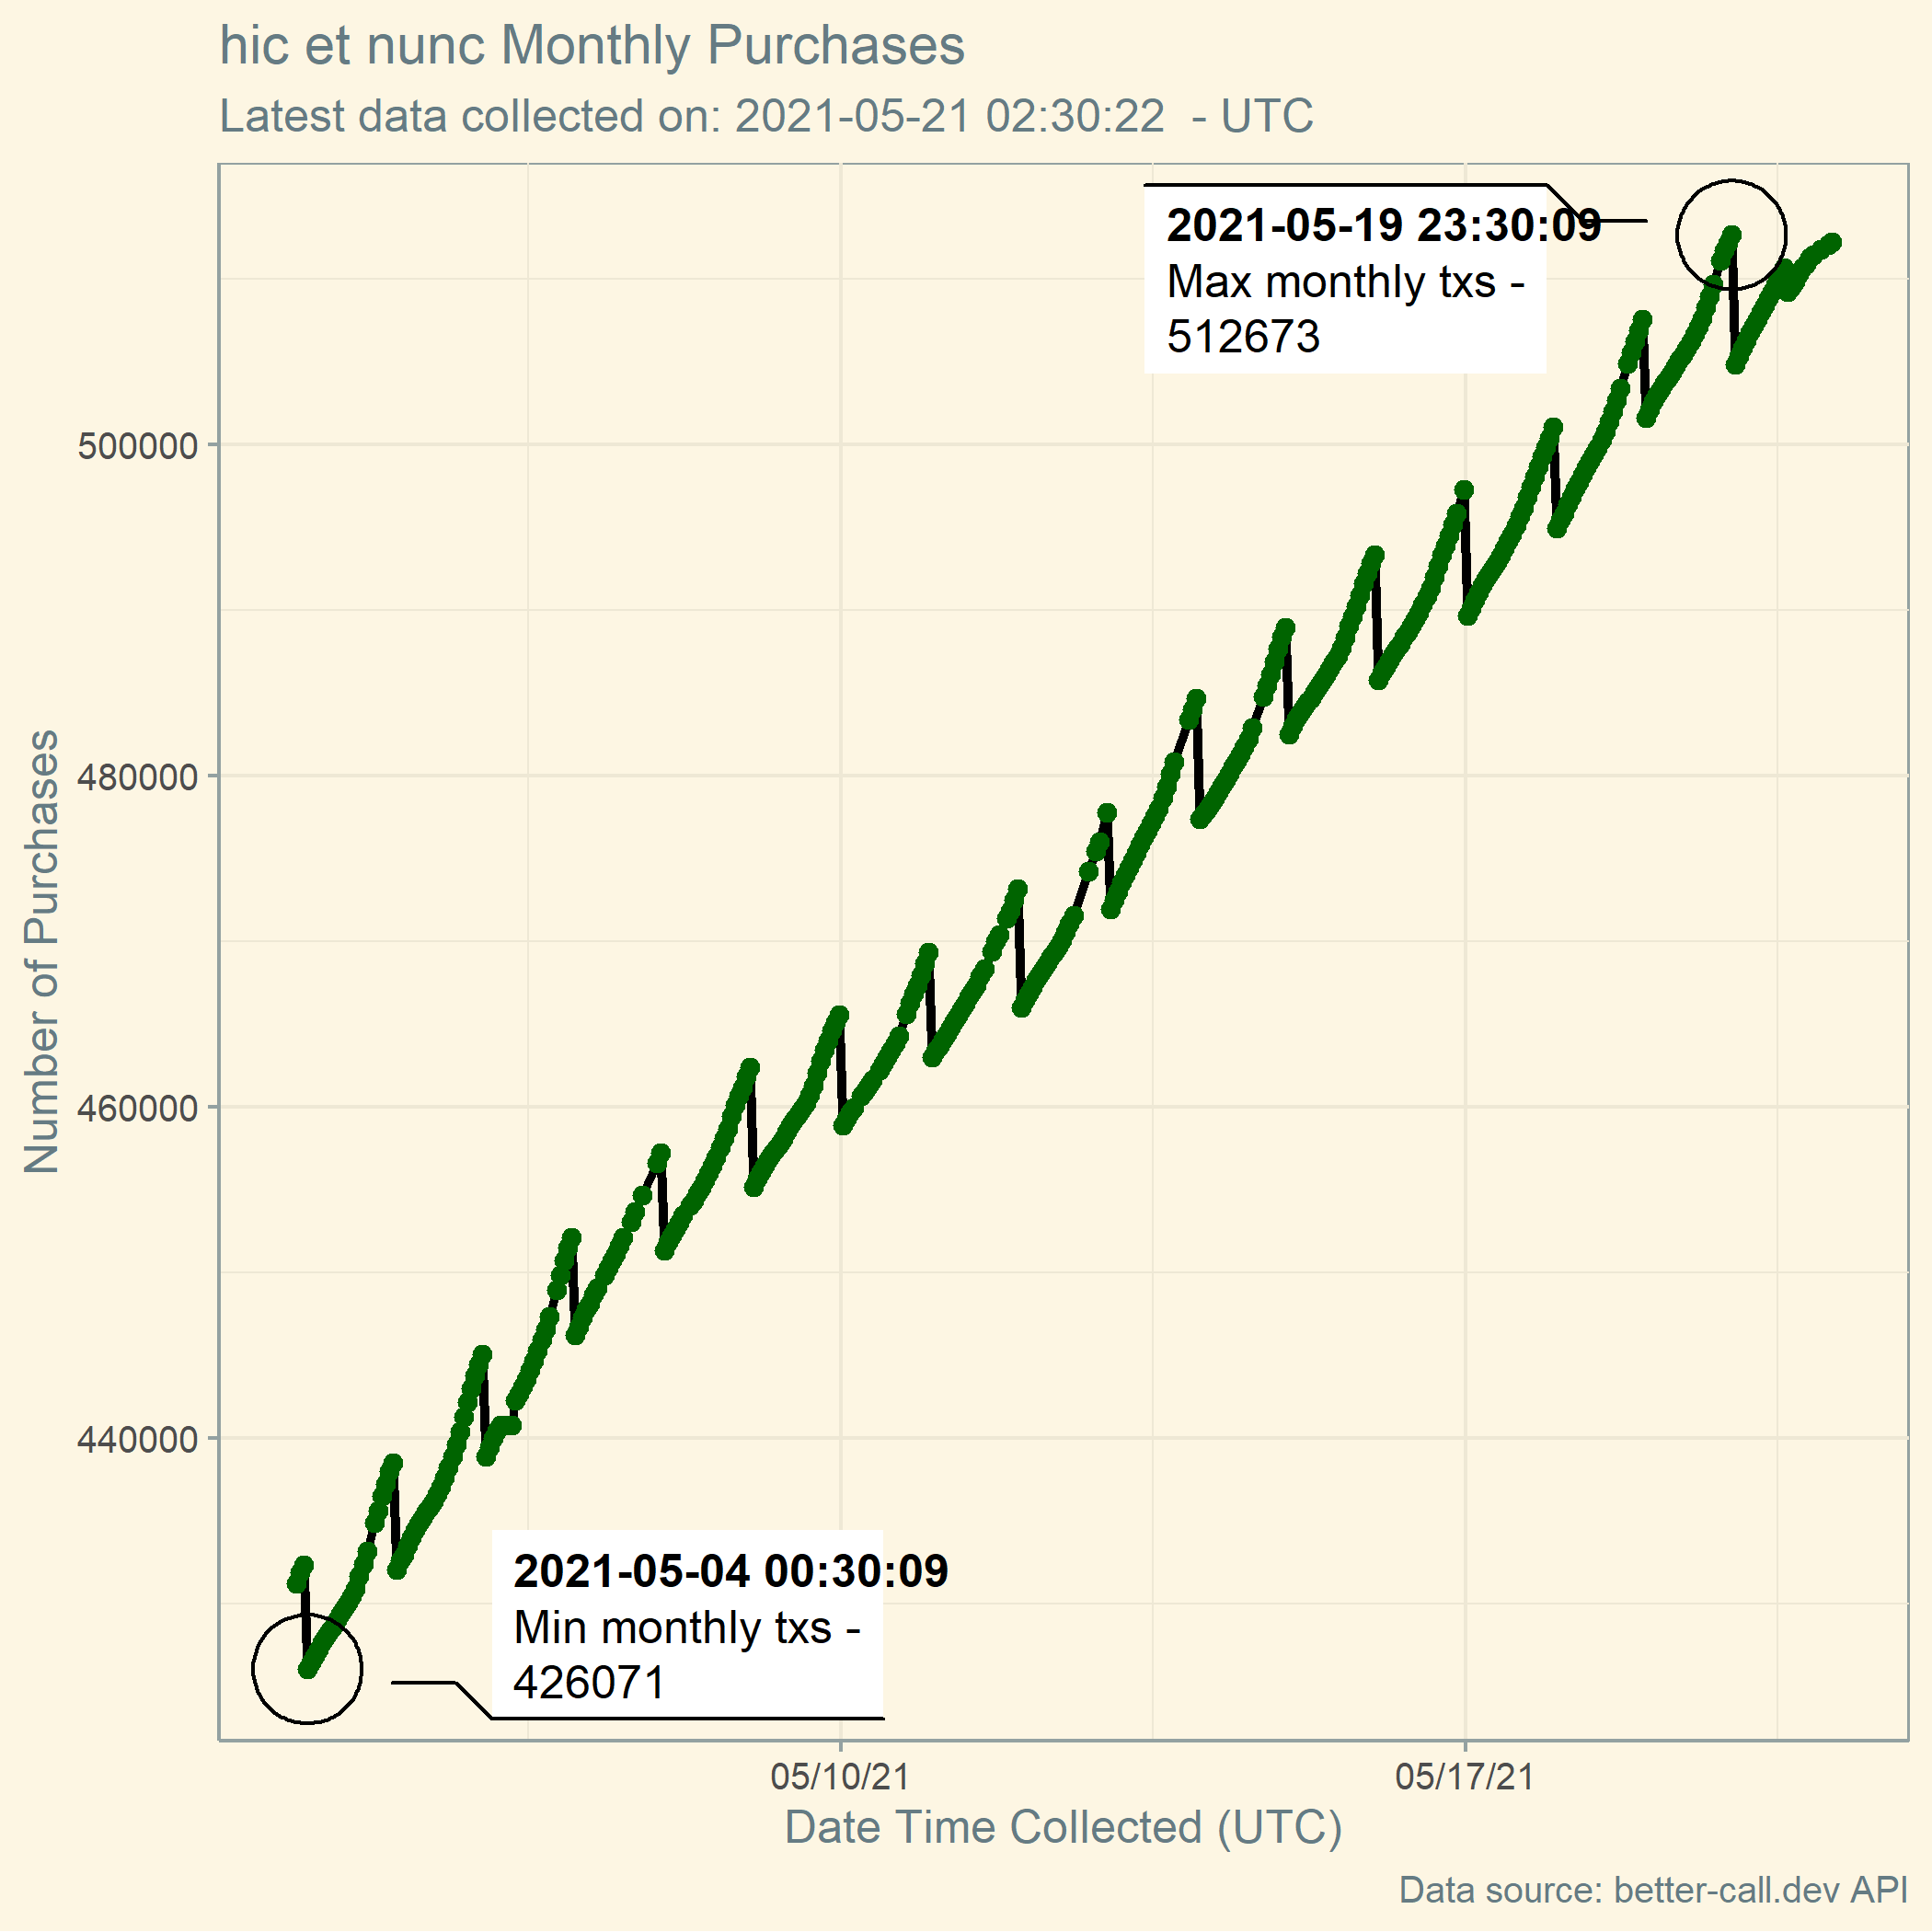 hic et nunc Monthly Purchases
Latest data collected on: 2021-05-21 02:30:22  - UTC
2021-05-19 23:30:09
Max monthly txs -
512673
500000
480000
460000
440000
Number of Purchases
2021-05-04 00:30:09
Min monthly txs -
426071
05/10/21
05/17/21
Date Time Collected (UTC)
Data source: better-call.dev API